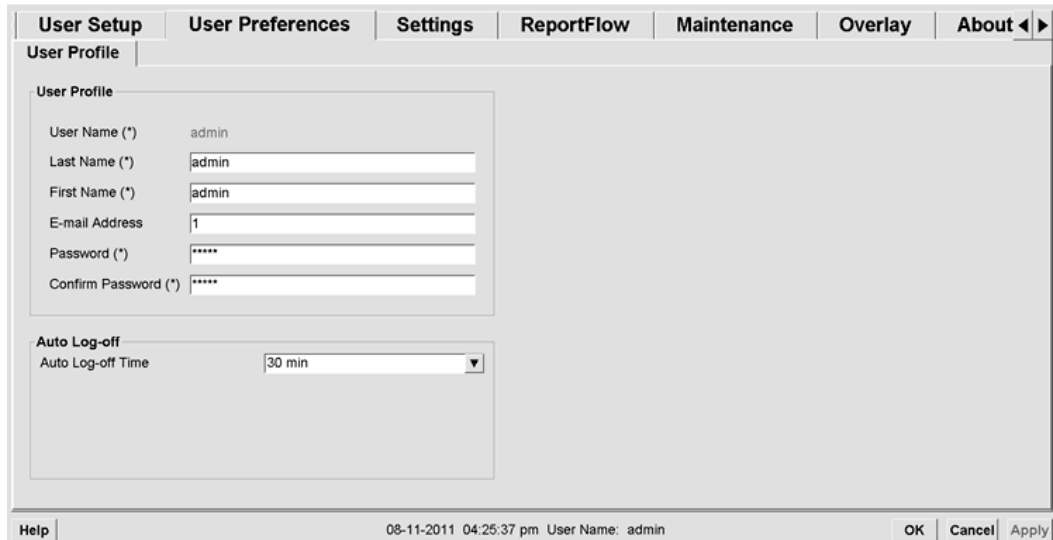 User Setup User Preferences Settings ReportFlow Maintenance Overlay About
User Profile
User Profile
User Name (*) admin
Last Name (*) admin
First Name (*) admin
E-mail Address 1
Password (*) *****
Confirm Password (*) *****
Auto Log-off
Auto Log-off Time 30 min
Help 08-11-2011 04:25:37 pm User Name: admin OK Cancel Apply